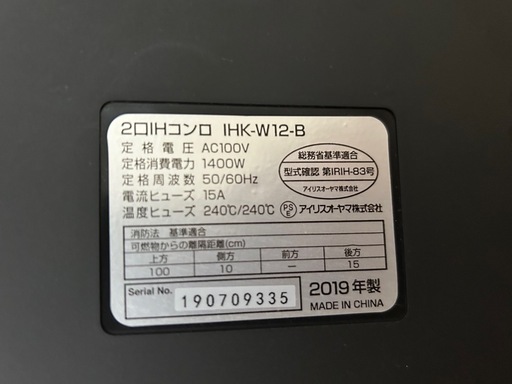 2口IHコンロ IHK-W12-B
定格電圧 AC100V
定格消費電力 1400W
定格周波数 50/60Hz
電流ヒューズ 15A
温度ヒューズ 240℃/240℃
総務省基準適合
型式確認 第IRIH-83号
アイリスオーヤマ株式会社
PSE アイリスオーヤマ株式会社
消防法 基準適合
可燃物からの離隔距離(cm)
上方 側方 前方 後方
100 10 — 15
Serial No. 190709335
2019年製
MADE IN CHINA